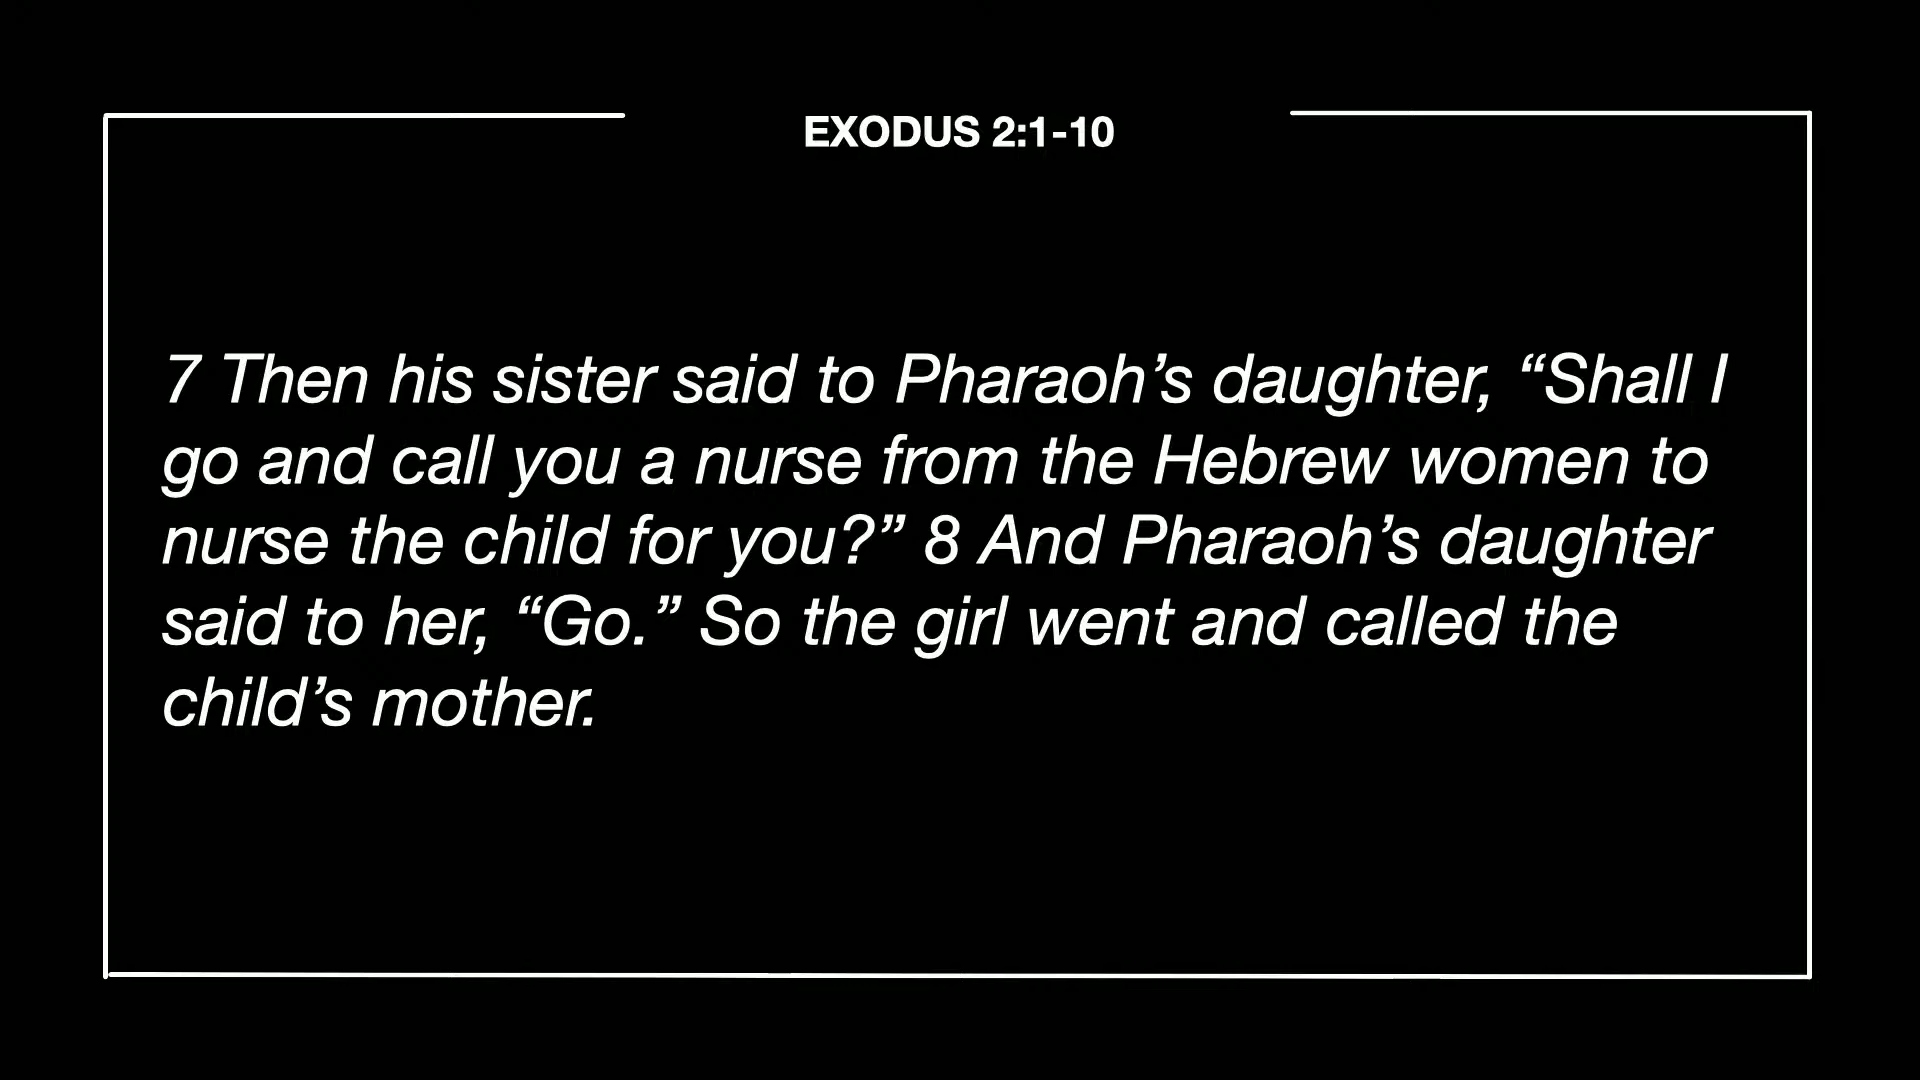 EXODUS 2:1-10
7 Then his sister said to Pharaoh’s daughter, “Shall I
go and call you a nurse from the Hebrew women to
nurse the child for you?” 8 And Pharaoh’s daughter
said to her, “Go.” So the girl went and called the
child’s mother.